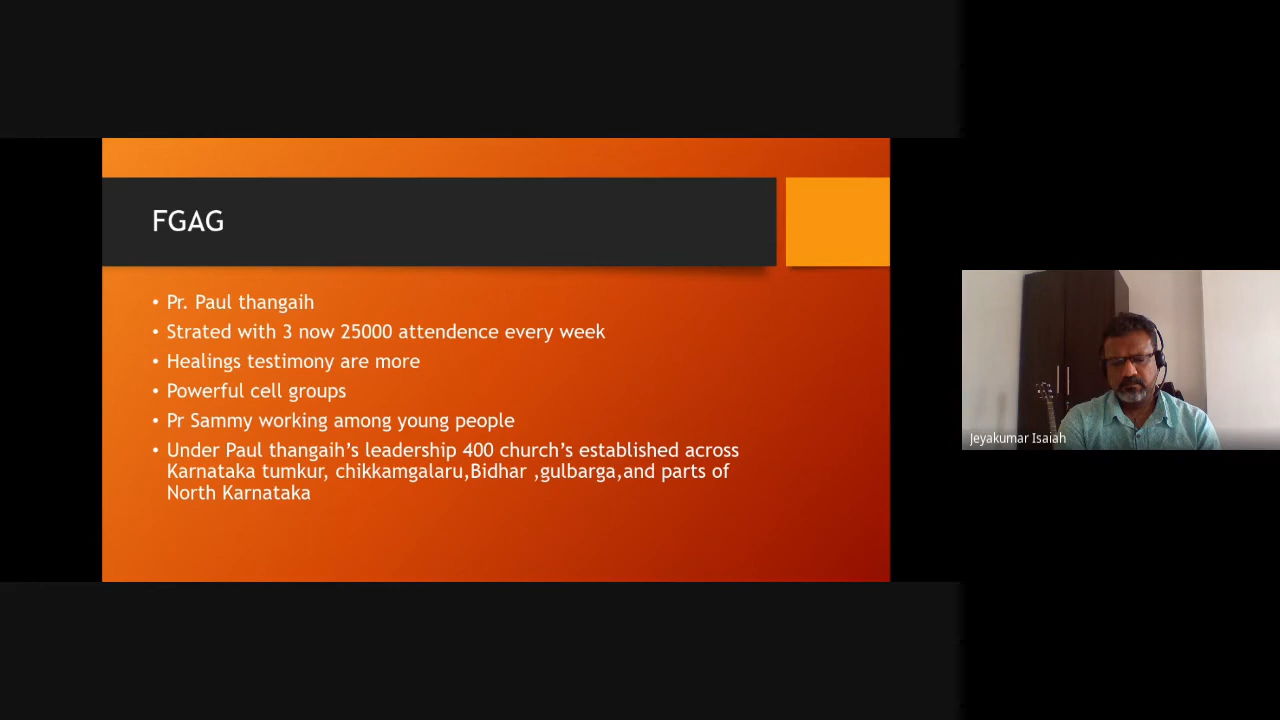 FGAG
• Pr. Paul thangaih
• Strated with 3 now 25000 attendence every week
• Healings testimony are more
• Powerful cell groups
• Pr Sammy working among young people
• Under Paul thangaih’s leadership 400 church’s established across
Karnataka tumkur, chikkamgalaru,Bidhar ,gulbarga,and parts of
North Karnataka
Jeyakumar Isaiah